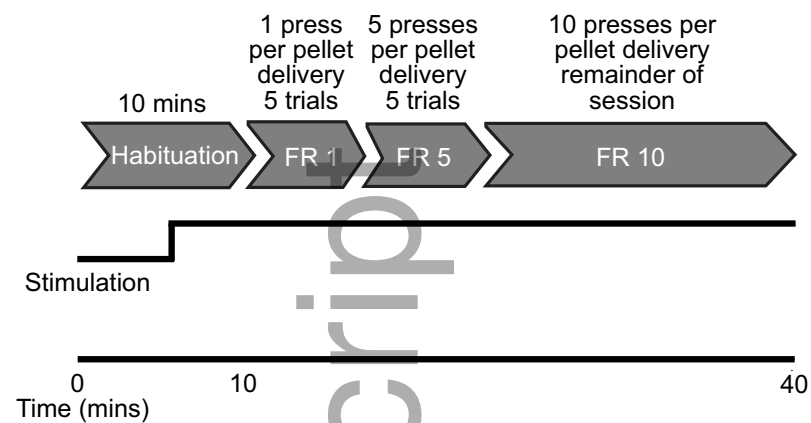 1 press
per pellet
delivery
5 trials
5 presses
per pellet
delivery
5 trials
10 presses per
pellet delivery
remainder of
session
10 mins
Habituation
FR 1
FR 5
FR 10
Stimulation
0
10
40
Time (mins)
cript